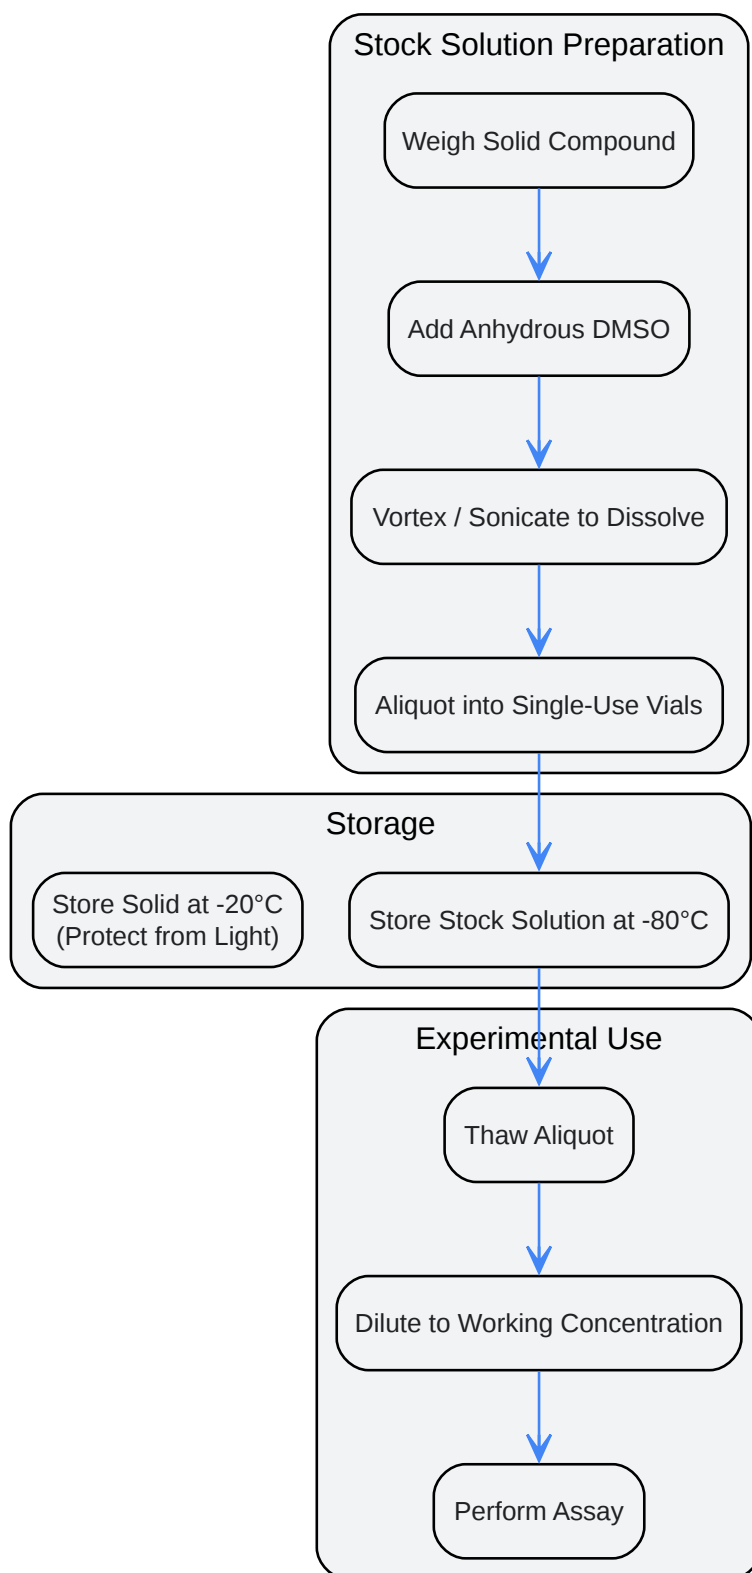 Stock Solution Preparation
Weigh Solid Compound
Add Anhydrous DMSO
Vortex / Sonicate to Dissolve
Aliquot into Single-Use Vials
Storage
Store Solid at -20°C
(Protect from Light)
Store Stock Solution at -80°C
Experimental Use
Thaw Aliquot
Dilute to Working Concentration
Perform Assay